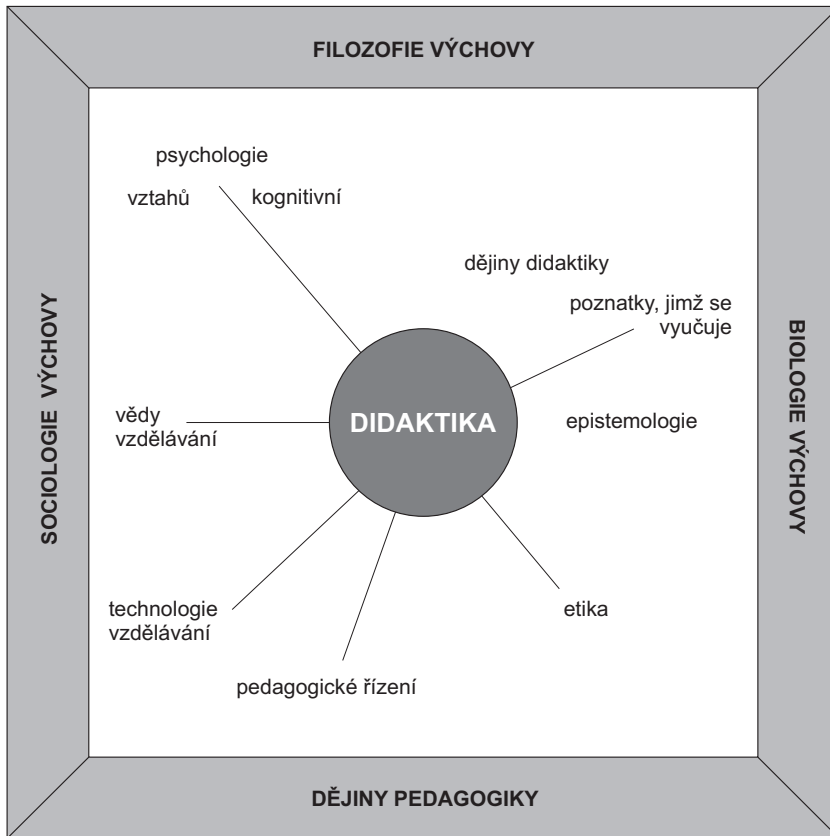 FILOZOFIE VÝCHOVY
psychologie
vztahů
kognitivní
dějiny didaktiky
poznatky, jimž se
vyučuje
SOCIOLOGIE VÝCHOVY
BIOLOGIE VÝCHOVY
vědy
vzdělávání
DIDAKTIKA
epistemologie
technologie
vzdělávání
etika
pedagogické řízení
DĚJINY PEDAGOGIKY